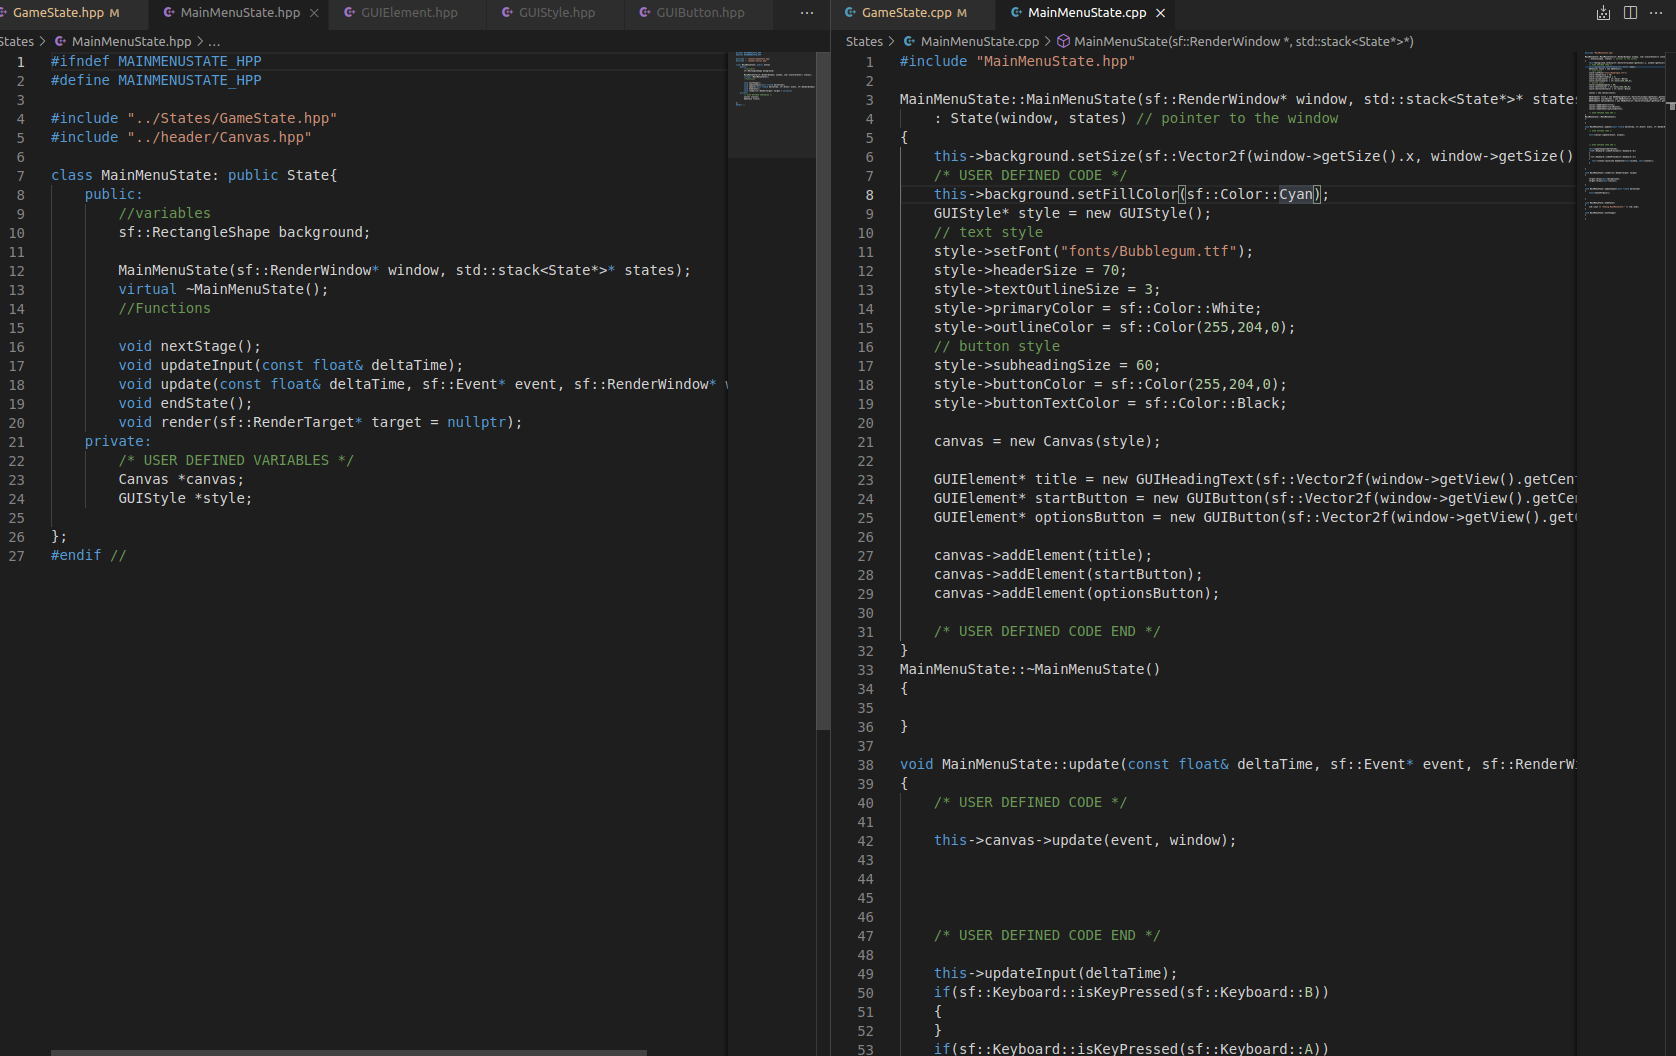 GameState.hpp M
MainMenuState.hpp
GUIElement.hpp
GUIStyle.hpp
GUIButton.hpp
...
States > MainMenuState.hpp > ...
1 #ifndef MAINMENUSTATE_HPP
2 #define MAINMENUSTATE_HPP
3
4 #include "../States/GameState.hpp"
5 #include "../header/Canvas.hpp"
6
7 class MainMenuState: public State{
8 public:
9 //variables
10 sf::RectangleShape background;
11
12 MainMenuState(sf::RenderWindow* window, std::stack<State*>* states);
13 virtual ~MainMenuState();
14 //Functions
15
16 void nextStage();
17 void updateInput(const float& deltaTime);
18 void update(const float& deltaTime, sf::Event* event, sf::RenderWindow*
19 void endState();
20 void render(sf::RenderTarget* target = nullptr);
21 private:
22 /* USER DEFINED VARIABLES */
23 Canvas *canvas;
24 GUIStyle *style;
25
26 };
27 #endif //
GameState.cpp M
MainMenuState.cpp
...
States > MainMenuState.cpp > MainMenuState(sf::RenderWindow *, std::stack<State*>*)
1 #include "MainMenuState.hpp"
2
3 MainMenuState::MainMenuState(sf::RenderWindow* window, std::stack<State*>* states
4 : State(window, states) // pointer to the window
5 {
6 this->background.setSize(sf::Vector2f(window->getSize().x, window->getSize()
7 /* USER DEFINED CODE */
8 this->background.setFillColor(sf::Color::Cyan);
9 GUIStyle* style = new GUIStyle();
10 // text style
11 style->setFont("fonts/Bubblegum.ttf");
12 style->headerSize = 70;
13 style->textOutlineSize = 3;
14 style->primaryColor = sf::Color::White;
15 style->outlineColor = sf::Color(255,204,0);
16 // button style
17 style->subheadingSize = 60;
18 style->buttonColor = sf::Color(255,204,0);
19 style->buttonTextColor = sf::Color::Black;
20
21 canvas = new Canvas(style);
22
23 GUIElement* title = new GUIHeadingText(sf::Vector2f(window->getView().getCen
24 GUIElement* startButton = new GUIButton(sf::Vector2f(window->getView().getCe
25 GUIElement* optionsButton = new GUIButton(sf::Vector2f(window->getView().get
26
27 canvas->addElement(title);
28 canvas->addElement(startButton);
29 canvas->addElement(optionsButton);
30
31 /* USER DEFINED CODE END */
32 }
33 MainMenuState::~MainMenuState()
34 {
35
36 }
37
38 void MainMenuState::update(const float& deltaTime, sf::Event* event, sf::RenderW
39 {
40 /* USER DEFINED CODE */
41
42 this->canvas->update(event, window);
43
44
45
46
47 /* USER DEFINED CODE END */
48
49 this->updateInput(deltaTime);
50 if(sf::Keyboard::isKeyPressed(sf::Keyboard::B))
51 {
52 }
53 if(sf::Keyboard::isKeyPressed(sf::Keyboard::A))